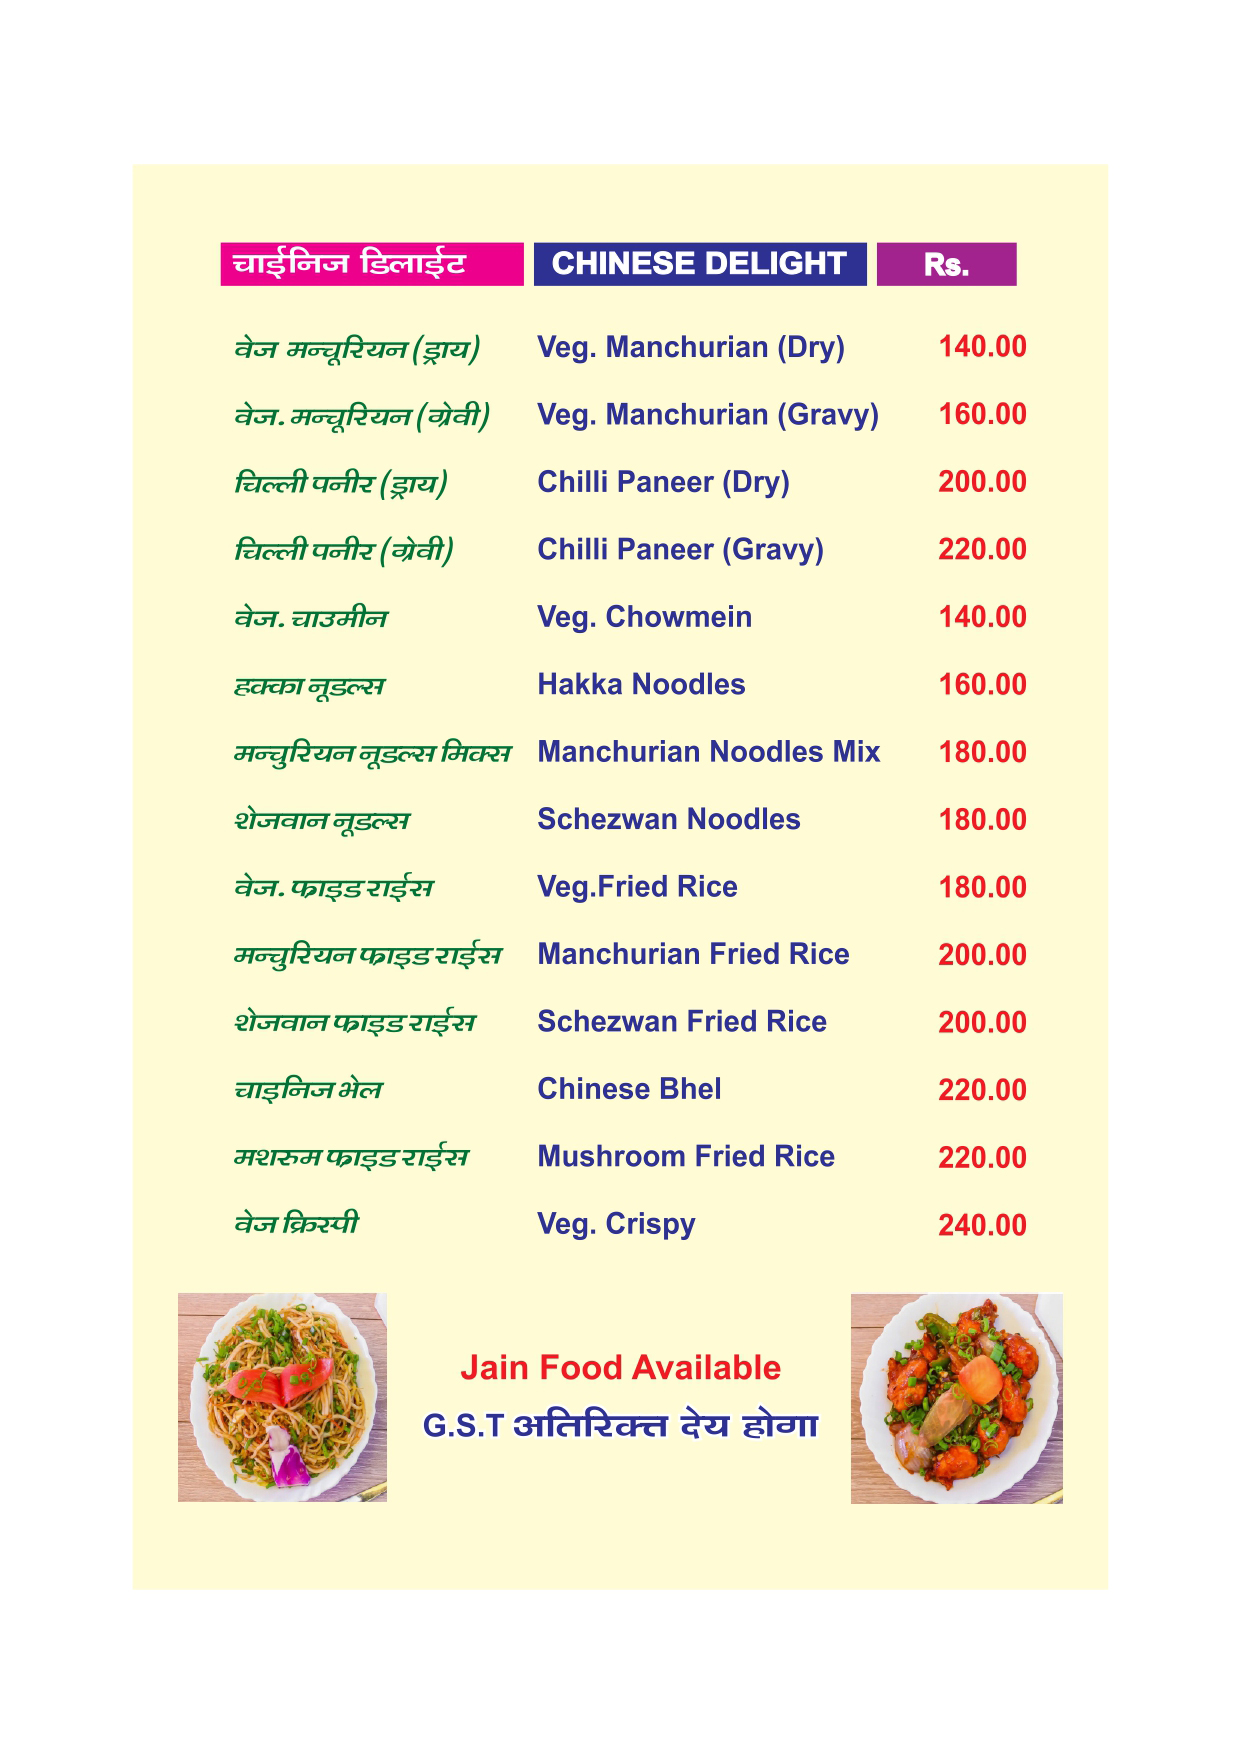 चाईनिज डिलाईट CHINESE DELIGHT Rs.
वेज मन्चूरियन (ड्राय) Veg. Manchurian (Dry) 140.00
वेज. मन्चूरियन (ग्रेवी) Veg. Manchurian (Gravy) 160.00
चिल्ली पनीर (ड्राय) Chilli Paneer (Dry) 200.00
चिल्ली पनीर (ग्रेवी) Chilli Paneer (Gravy) 220.00
वेज. चाउमीन Veg. Chowmein 140.00
हक्का नूडल्स Hakka Noodles 160.00
मन्चुरियन नूडल्स मिक्स Manchurian Noodles Mix 180.00
शेजवान नूडल्स Schezwan Noodles 180.00
वेज. फ्राइड राईस Veg.Fried Rice 180.00
मन्चुरियन फ्राइड राईस Manchurian Fried Rice 200.00
शेजवान फ्राइड राईस Schezwan Fried Rice 200.00
चाइनिज भेल Chinese Bhel 220.00
मशरुम फ्राइड राईस Mushroom Fried Rice 220.00
वेज क्रिस्पी Veg. Crispy 240.00
Jain Food Available
G.S.T अतिरिक्त देय होगा